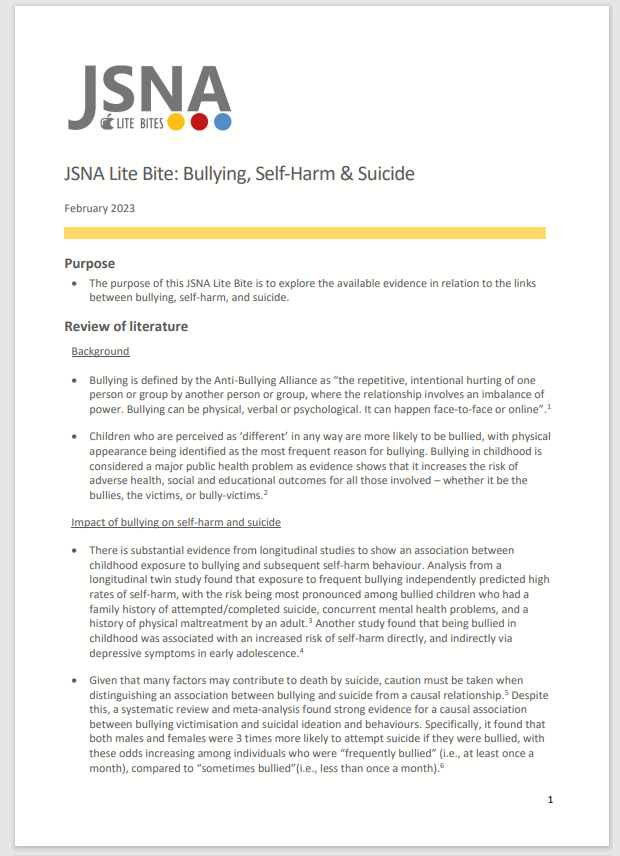 JSNA
LITE BITES
JSNA Lite Bite: Bullying, Self-Harm & Suicide
February 2023
Purpose
• The purpose of this JSNA Lite Bite is to explore the available evidence in relation to the links
between bullying, self-harm, and suicide.
Review of literature
Background
• Bullying is defined by the Anti-Bullying Alliance as “the repetitive, intentional hurting of one
person or group by another person or group, where the relationship involves an imbalance of
power. Bullying can be physical, verbal or psychological. It can happen face-to-face or online”.1
• Children who are perceived as ‘different’ in any way are more likely to be bullied, with physical
appearance being identified as the most frequent reason for bullying. Bullying in childhood is
considered a major public health problem as evidence shows that it increases the risk of
adverse health, social and educational outcomes for all those involved – whether it be the
bullies, the victims, or bully-victims.2
Impact of bullying on self-harm and suicide
• There is substantial evidence from longitudinal studies to show an association between
childhood exposure to bullying and subsequent self-harm behaviour. Analysis from a
longitudinal twin study found that exposure to frequent bullying independently predicted high
rates of self-harm, with the risk being most pronounced among bullied children who had a
family history of attempted/completed suicide, concurrent mental health problems, and a
history of physical maltreatment by an adult.3 Another study found that being bullied in
childhood was associated with an increased risk of self-harm directly, and indirectly via
depressive symptoms in early adolescence.4
• Given that many factors may contribute to death by suicide, caution must be taken when
distinguishing an association between bullying and suicide from a causal relationship.5 Despite
this, a systematic review and meta-analysis found strong evidence for a causal association
between bullying victimisation and suicidal ideation and behaviours. Specifically, it found that
both males and females were 3 times more likely to attempt suicide if they were bullied, with
these odds increasing among individuals who were “frequently bullied” (i.e., at least once a
month), compared to “sometimes bullied”(i.e., less than once a month).6
1